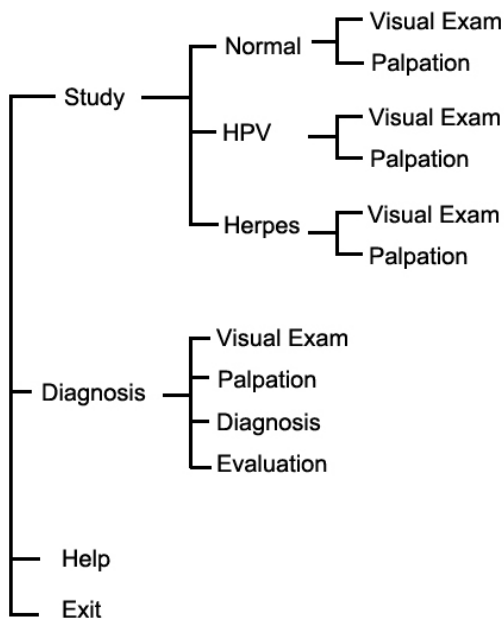 Study
Normal
Visual Exam
Palpation
HPV
Visual Exam
Palpation
Herpes
Visual Exam
Palpation
Diagnosis
Visual Exam
Palpation
Diagnosis
Evaluation
Help
Exit